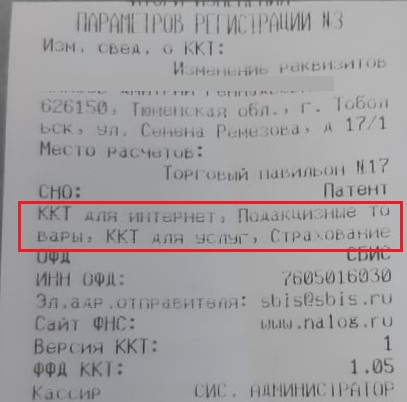 ПАРАМЕТРОВ РЕГИСТРАЦИИ №3
Изм. свед. о ККТ:
Изменение реквизитов
626150, Тюменская обл., г. Тобол
ьск, ул. Семена Ремезова, д 17/1
Место расчетов:
Торговый павильон №17
СНО: Патент
ККТ для интернет, Подакцизные то
вары, ККТ для услуг, Страхование
ОФД СБИС
ИНН ОФД: 7605016030
Эл.адр.отправителя: sbis@sbis.ru
Сайт ФНС: www.nalog.ru
Версия ККТ: 1
ФФД ККТ: 1.05
Кассир СИС. АДМИНИСТРАТОР